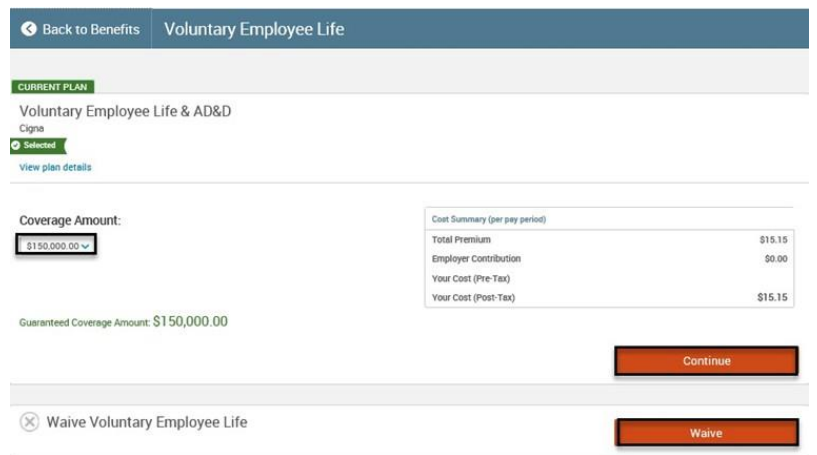 Back to Benefits Voluntary Employee Life
CURRENT PLAN
Voluntary Employee Life & AD&D
Cigna
Selected
View plan details
Coverage Amount:
$150,000.00
Guaranteed Coverage Amount: $150,000.00
Cost Summary (per pay period)
Total Premium $15.15
Employer Contribution $0.00
Your Cost (Pre-Tax)
Your Cost (Post-Tax) $15.15
Continue
Waive Voluntary Employee Life
Waive